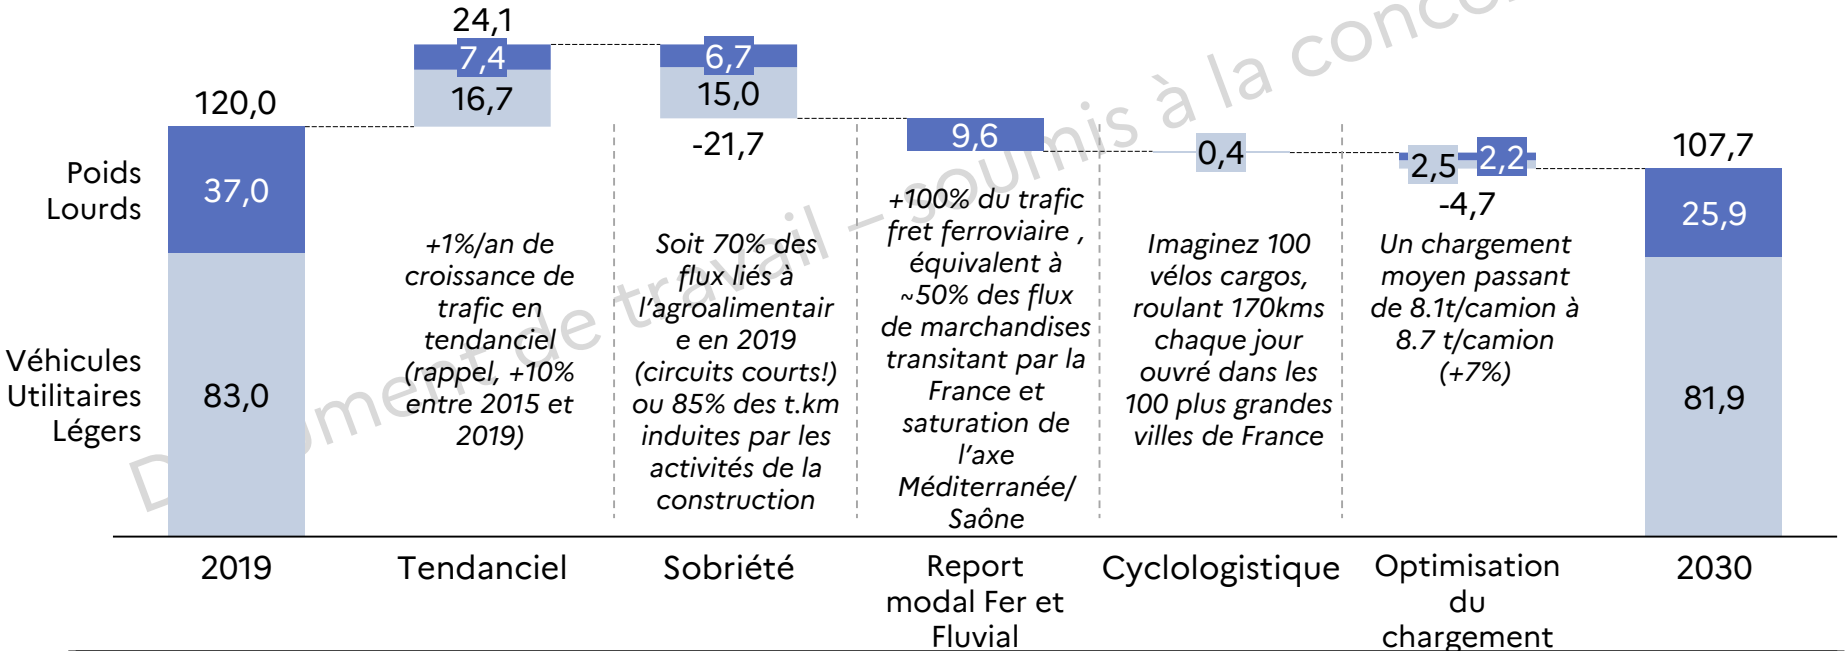 24,1
7,4
16,7
6,7
15,0
-21,7
120,0
37,0
83,0
Poids
Lourds
Véhicules
Utilitaires
Légers
9,6
0,4
2,5
2,2
-4,7
107,7
25,9
81,9
+1%/an de
croissance de
trafic en
tendanciel
(rappel, +10%
entre 2015 et
2019)
Soit 70% des
flux liés à
l'agroalimentair
e en 2019
(circuits courts!)
ou 85% des t.km
induites par les
activités de la
construction
+100% du trafic
fret ferroviaire ,
équivalent à
~50% des flux
de marchandises
transitant par la
France et
saturation de
l'axe
Méditerranée/
Saône
Imaginez 100
vélos cargos,
roulant 170kms
chaque jour
ouvré dans les
100 plus grandes
villes de France
Un chargement
moyen passant
de 8.1t/camion à
8.7 t/camion
(+7%)
2019
Tendanciel
Sobriété
Report
modal Fer et
Fluvial
Cyclologistique
Optimisation
du
chargement
2030
Document de travail – soumis à la conce